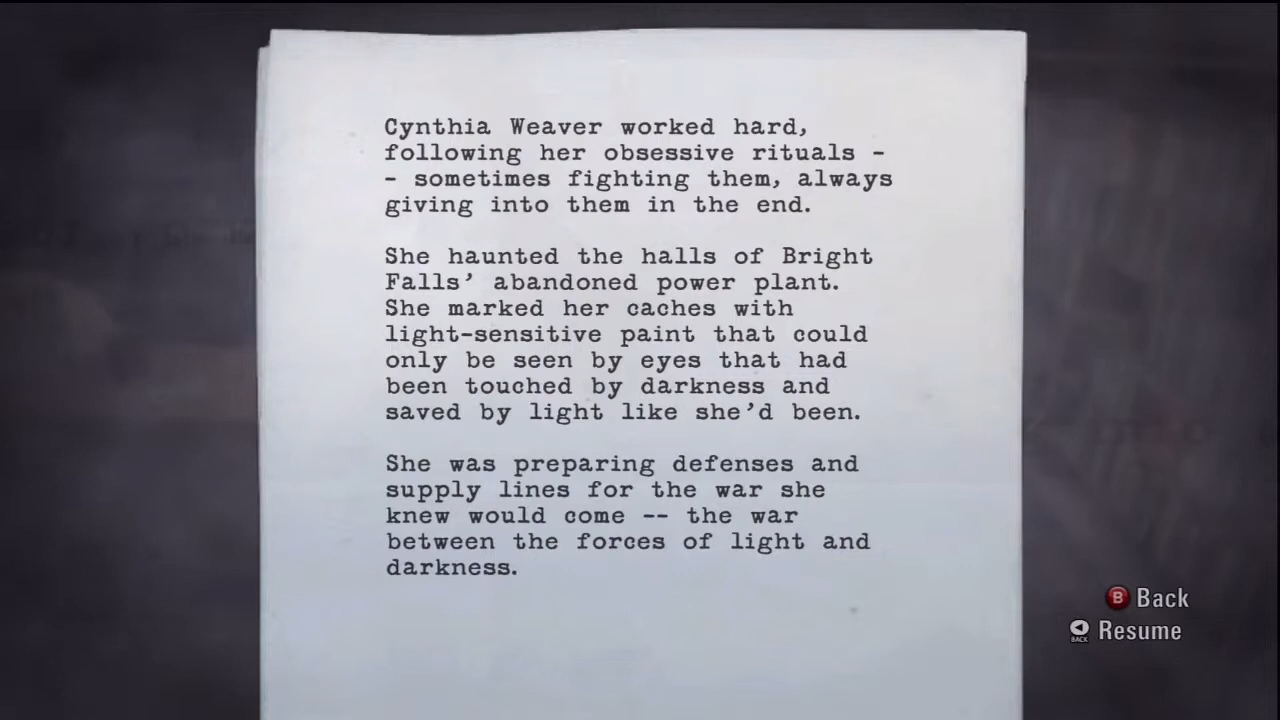 Cynthia Weaver worked hard,
following her obsessive rituals -
- sometimes fighting them, always
giving into them in the end.
She haunted the halls of Bright
Falls’ abandoned power plant.
She marked her caches with
light-sensitive paint that could
only be seen by eyes that had
been touched by darkness and
saved by light like she’d been.
She was preparing defenses and
supply lines for the war she
knew would come -- the war
between the forces of light and
darkness.
B Back
BACK Resume